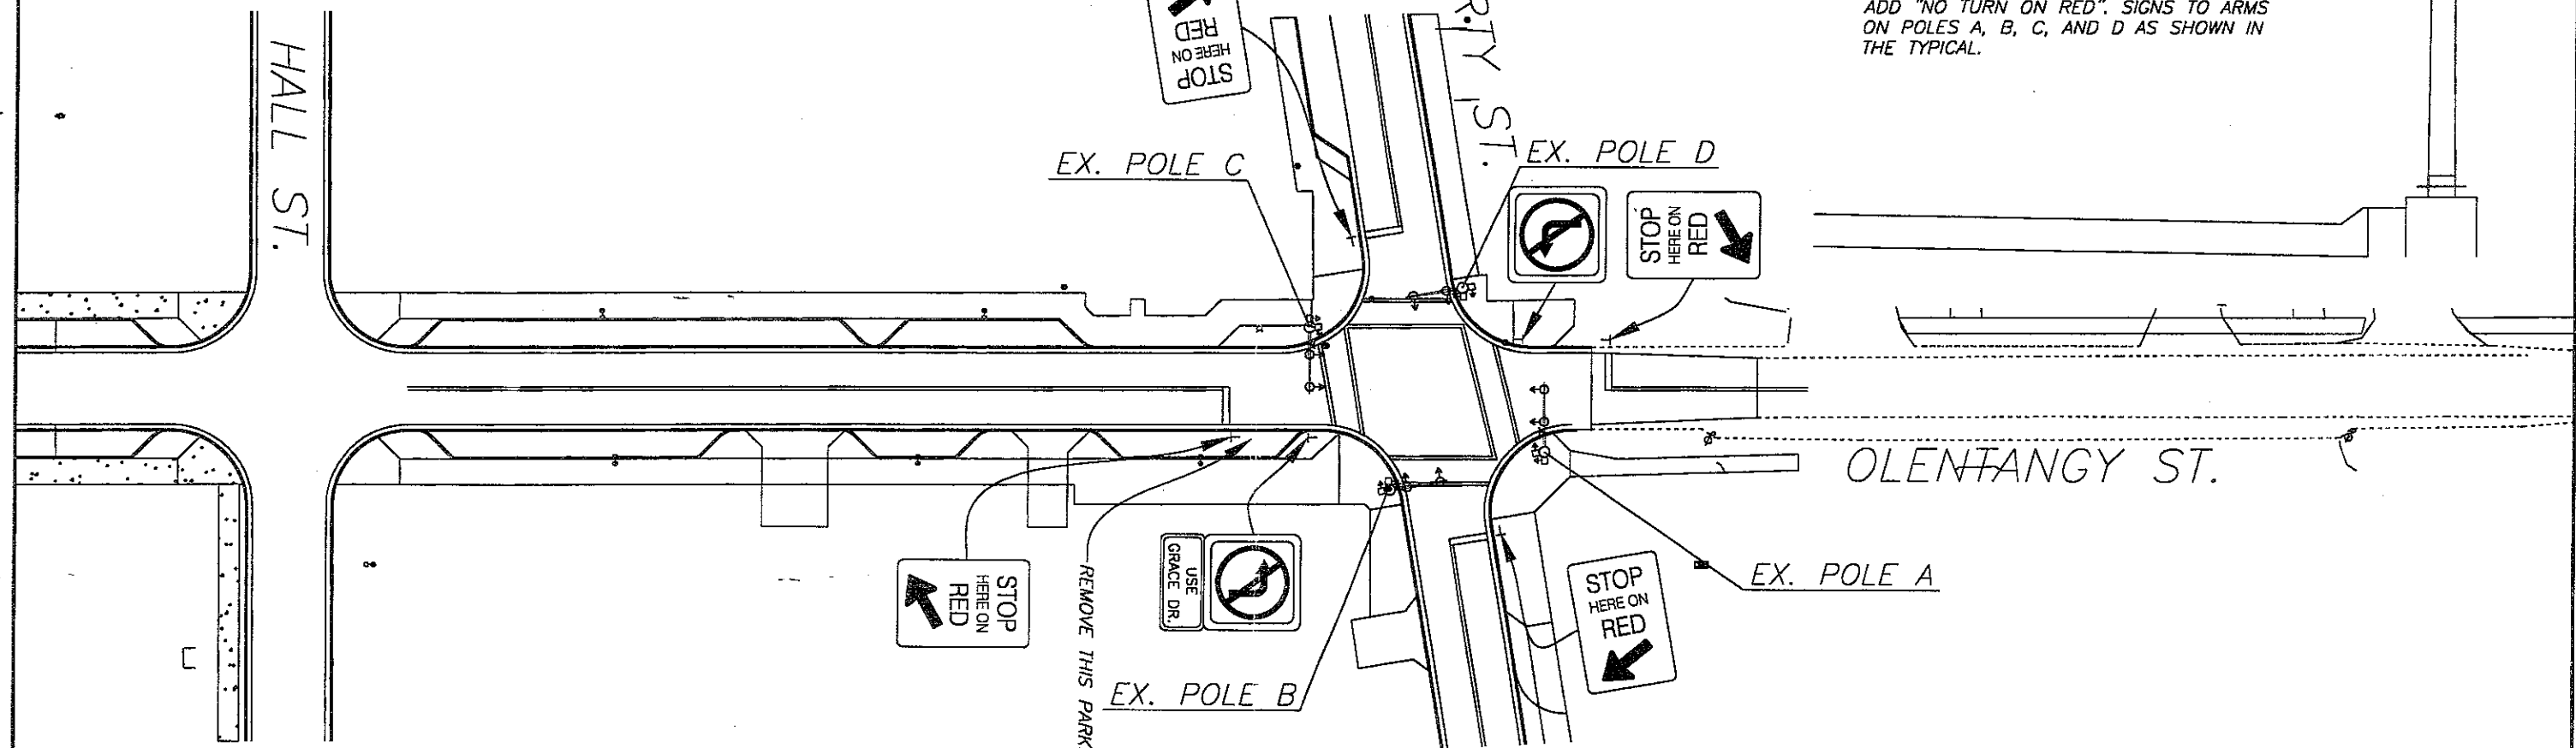 ADD "NO TURN ON RED". SIGNS TO ARMS
ON POLES A, B, C, AND D AS SHOWN IN
THE TYPICAL.
HALL ST.
STOP
HERE ON
RED
RTY ST.
EX. POLE C
EX. POLE D
STOP
HERE ON
RED
OLENTANGY ST.
STOP
HERE ON
RED
REMOVE THIS PARK
USE
GRACE DR.
EX. POLE B
STOP
HERE ON
RED
EX. POLE A